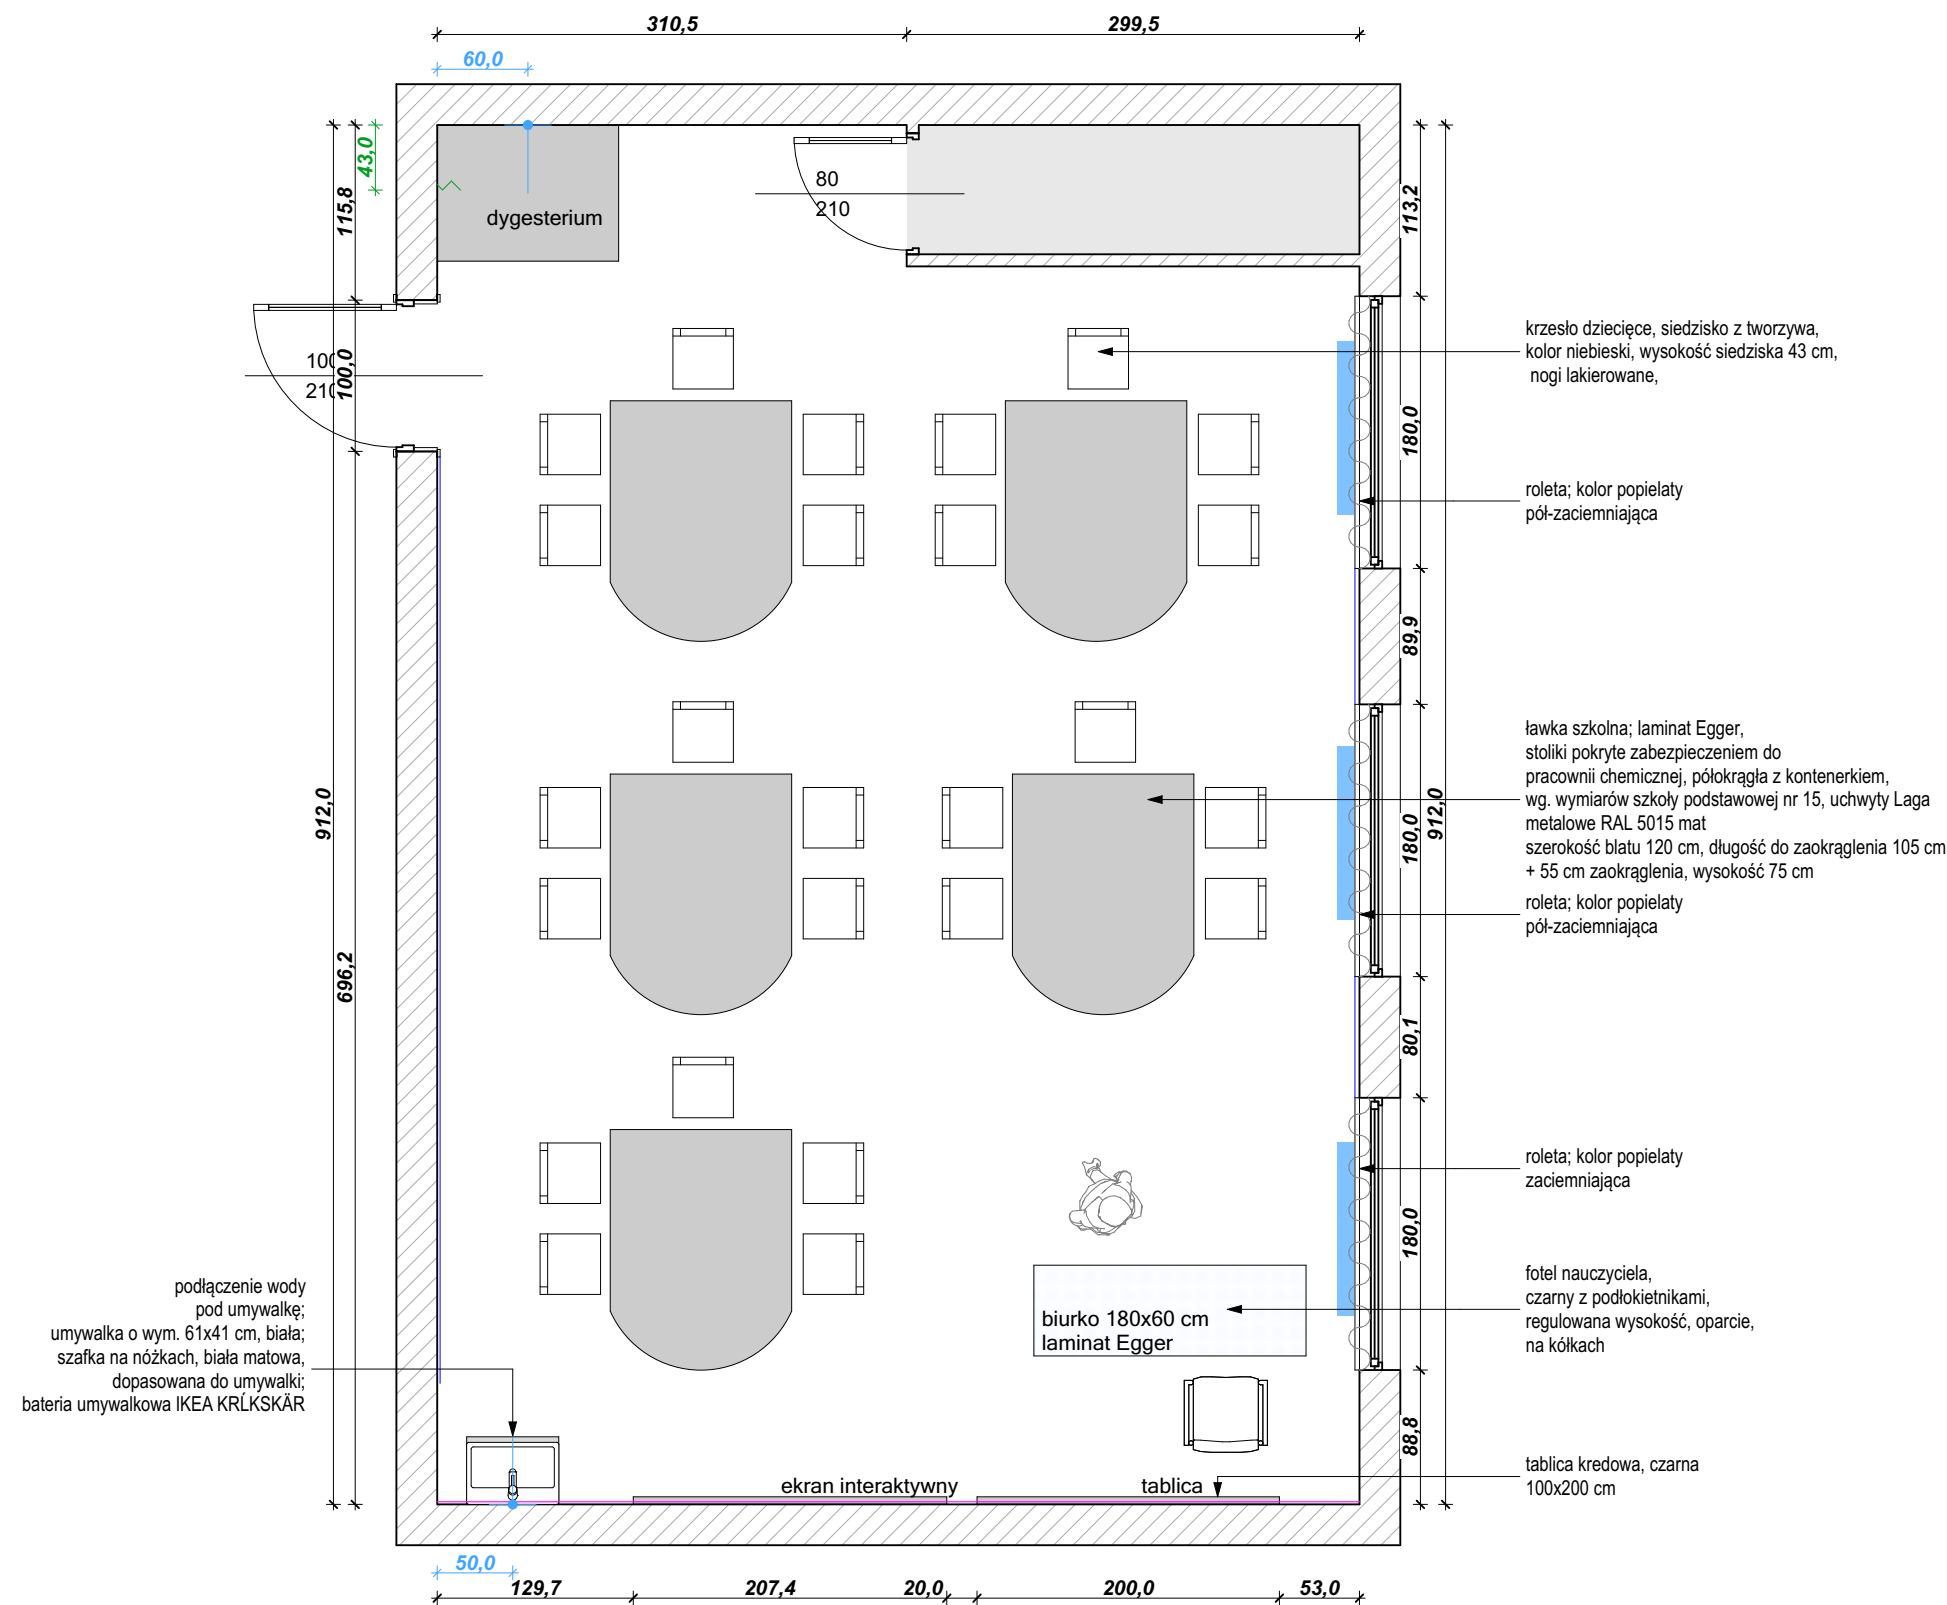 310,5
299,5
60,0
43,0
115,8
113,2
80
210
dygesterium
100
210
100,0
180,0
krzesło dziecięce, siedzisko z tworzywa,
kolor niebieski, wysokość siedziska 43 cm,
nogi lakierowane,
roleta; kolor popielaty
pół-zaciemniająca
89,9
ławka szkolna; laminat Egger,
stoliki pokryte zabezpieczeniem do
pracownii chemicznej, półokrągła z kontenerkiem,
wg. wymiarów szkoły podstawowej nr 15, uchwyty Laga
metalowe RAL 5015 mat
szerokość blatu 120 cm, długość do zaokrąglenia 105 cm
+ 55 cm zaokrąglenia, wysokość 75 cm
912,0
180,0
912,0
roleta; kolor popielaty
pół-zaciemniająca
696,2
80,1
roleta; kolor popielaty
zaciemniająca
180,0
fotel nauczyciela,
czarny z podłokietnikami,
regulowana wysokość, oparcie,
na kółkach
biurko 180x60 cm
laminat Egger
podłączenie wody
pod umywalkę;
umywalka o wym. 61x41 cm, biała;
szafka na nóżkach, biała matowa,
dopasowana do umywalki;
bateria umywalkowa IKEA KRĹKSKÄR
88,8
tablica kredowa, czarna
100x200 cm
ekran interaktywny
tablica
50,0
129,7
207,4
20,0
200,0
53,0